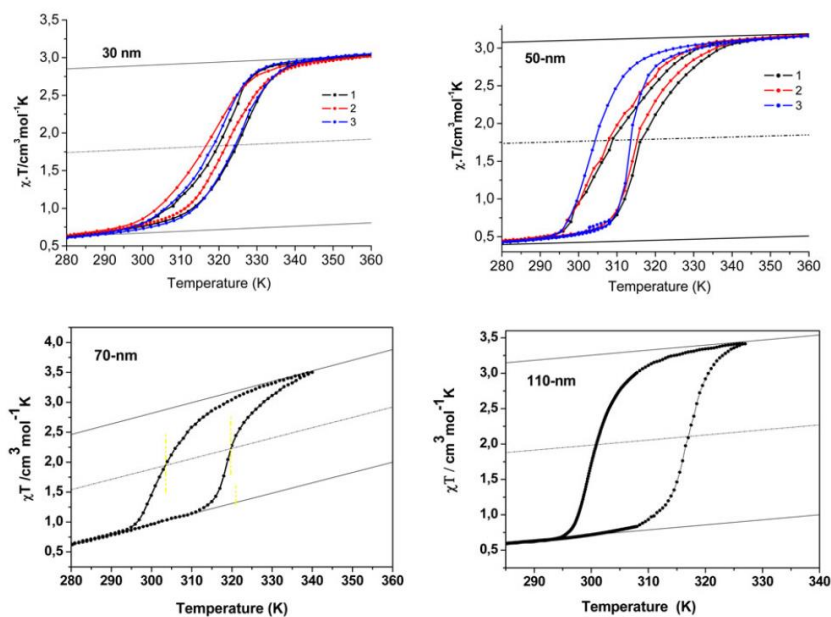 30 nm
3,5
3,0
2,5
2,0
1,5
1,0
0,5
χ.T/cm³mol⁻¹K
1
2
3
280 290 300 310 320 330 340 350 360
Temperature (K)
50-nm
3,0
2,5
2,0
1,5
1,0
0,5
χ.T/cm³mol⁻¹K
1
2
3
280 290 300 310 320 330 340 350 360
Temperature (K)
70-nm
4,0
3,5
3,0
2,5
2,0
1,5
1,0
0,5
χT /cm³mol⁻¹K
280 290 300 310 320 330 340 350 360
Temperature (K)
110-nm
3,5
3,0
2,5
2,0
1,5
1,0
0,5
χT / cm³mol⁻¹K
290 300 310 320 330 340
Temperature (K)